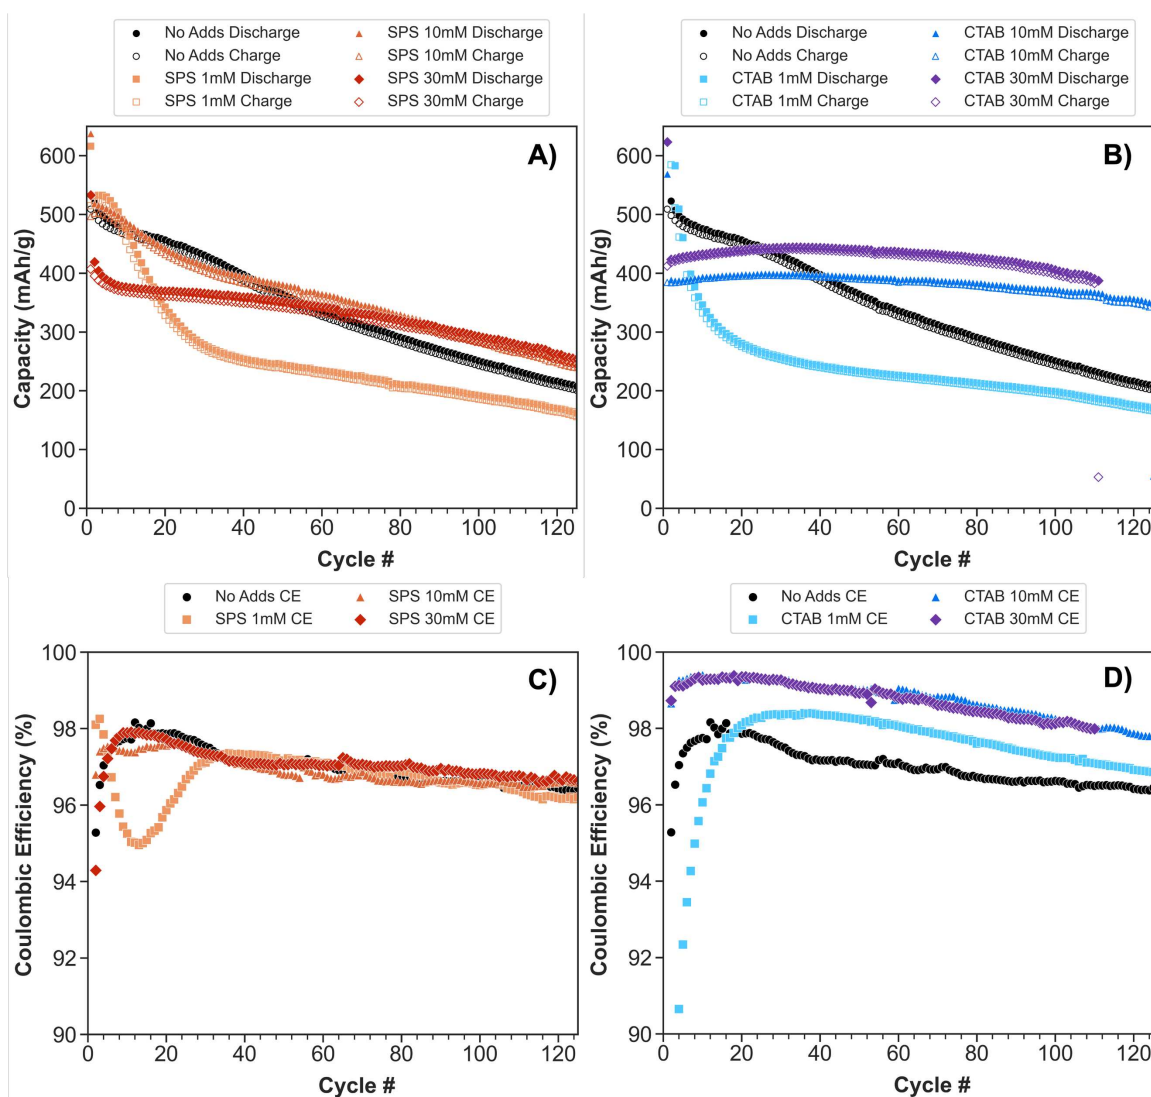 No Adds Discharge
No Adds Charge
SPS 1mM Discharge
SPS 1mM Charge
SPS 10mM Discharge
SPS 10mM Charge
SPS 30mM Discharge
SPS 30mM Charge
A)
Capacity (mAh/g)
600
500
400
300
200
100
0
0 20 40 60 80 100 120
Cycle #
No Adds Discharge
No Adds Charge
CTAB 1mM Discharge
CTAB 1mM Charge
CTAB 10mM Discharge
CTAB 10mM Charge
CTAB 30mM Discharge
CTAB 30mM Charge
B)
Capacity (mAh/g)
600
500
400
300
200
100
0
0 20 40 60 80 100 120
Cycle #
No Adds CE
SPS 1mM CE
SPS 10mM CE
SPS 30mM CE
C)
Coulombic Efficiency (%)
100
98
96
94
92
90
0 20 40 60 80 100 120
Cycle #
No Adds CE
CTAB 1mM CE
CTAB 10mM CE
CTAB 30mM CE
D)
Coulombic Efficiency (%)
100
98
96
94
92
90
0 20 40 60 80 100 120
Cycle #